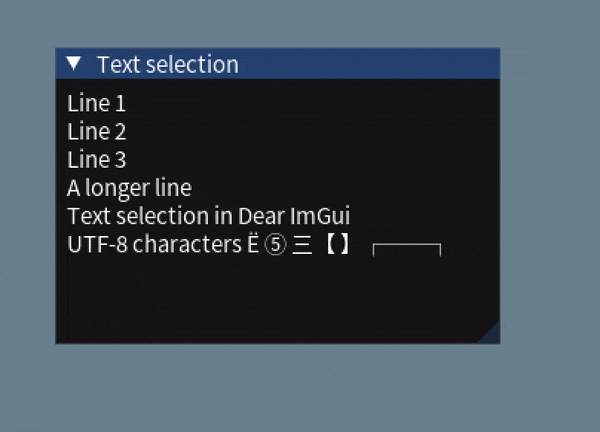 Text selection
Line 1
Line 2
Line 3
A longer line
Text selection in Dear ImGui
UTF-8 characters Ë ⑤ 三【】 ┌──┐